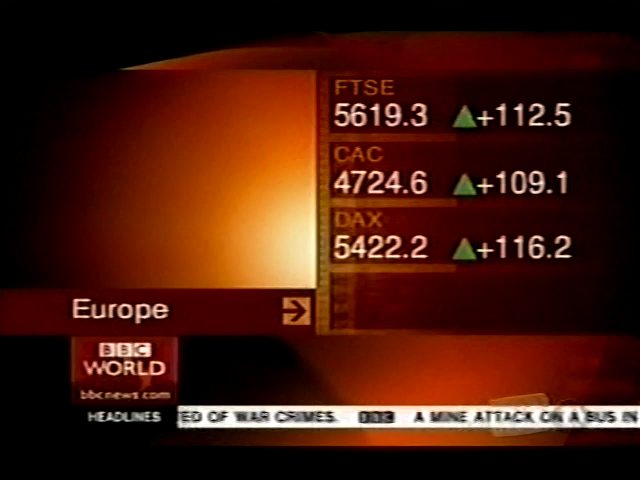 FTSE
5619.3 ▲+112.5
CAC
4724.6 ▲+109.1
DAX
5422.2 ▲+116.2
Europe
BBC
WORLD
bbcnews.com
HEADLINES ED OF WAR CRIMES. BBC A MINE ATTACK ON A BUS IN